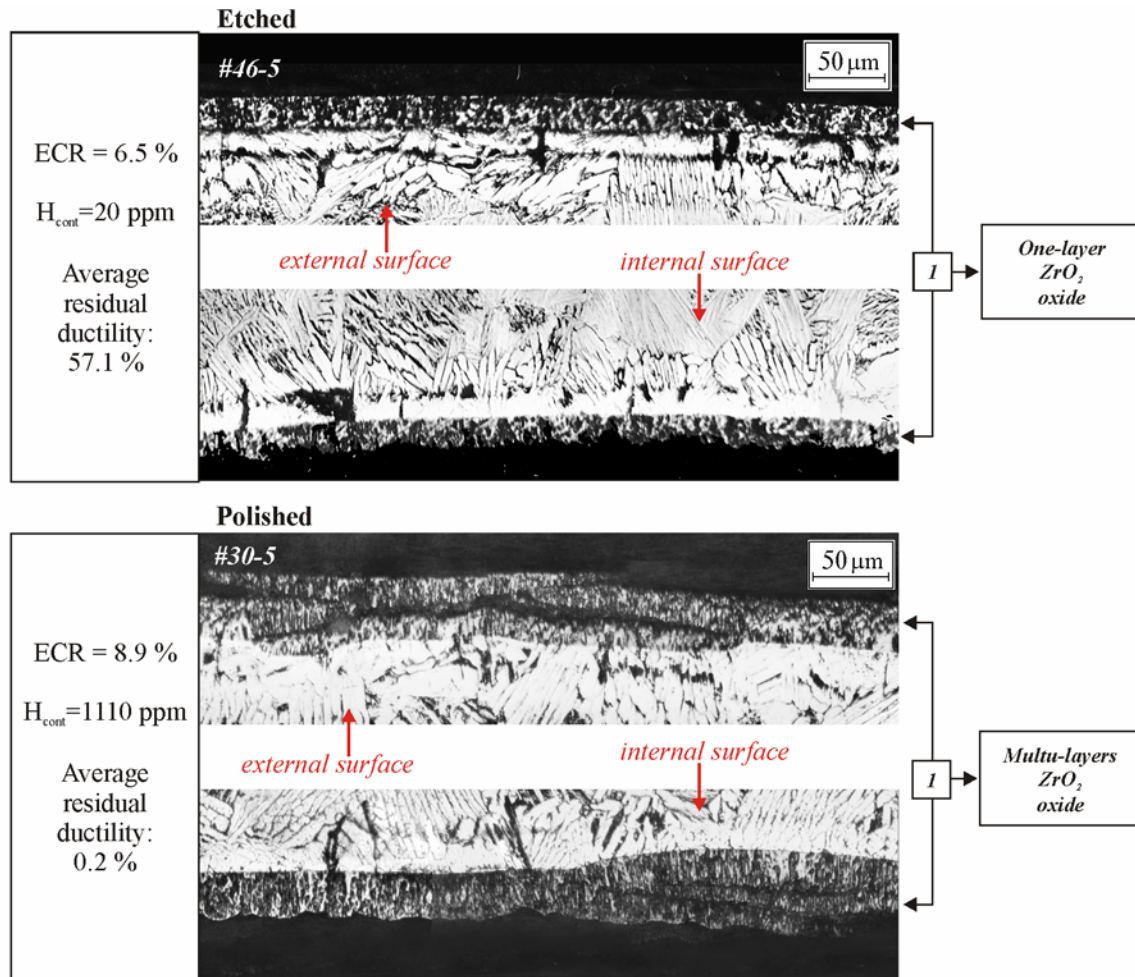 Etched
#46-5
50 µm
ECR = 6.5 %
Hcont=20 ppm
Average
residual
ductility:
57.1 %
external surface
internal surface
1
One-layer
ZrO2
oxide
Polished
#30-5
50 µm
ECR = 8.9 %
Hcont=1110 ppm
Average
residual
ductility:
0.2 %
external surface
internal surface
1
Multu-layers
ZrO2
oxide